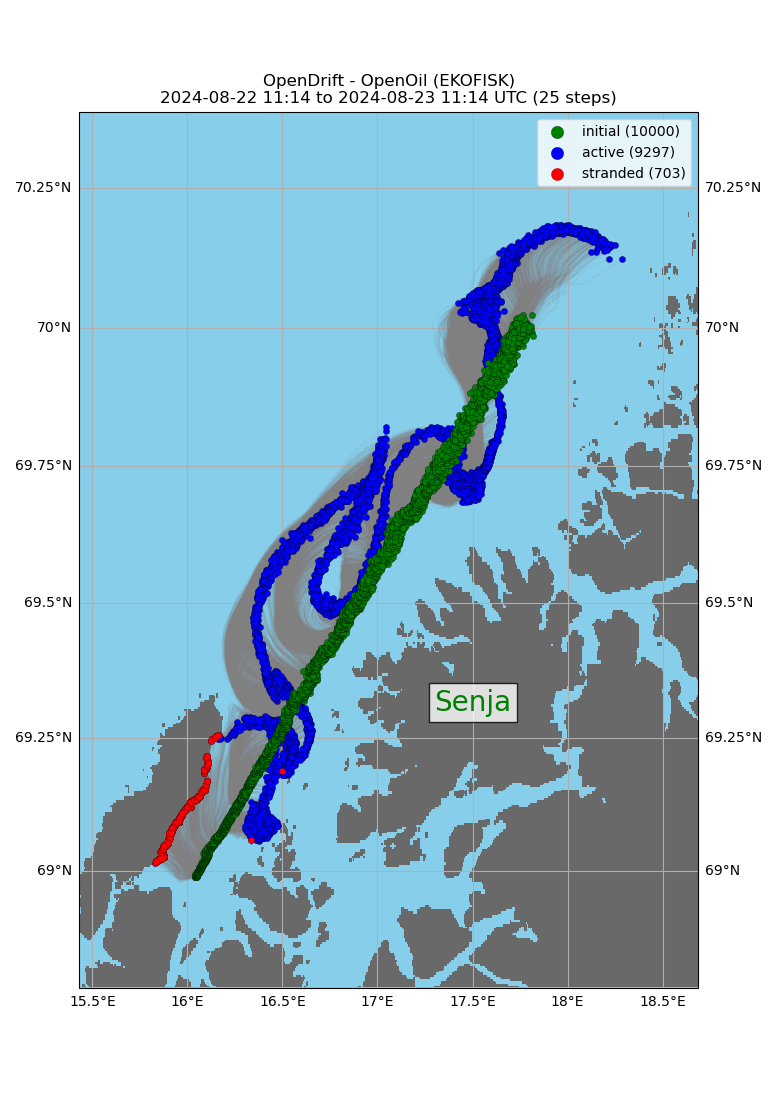 OpenDrift - OpenOil (EKOFISK)
2024-08-22 11:14 to 2024-08-23 11:14 UTC (25 steps)
initial (10000)
active (9297)
stranded (703)
70.25°N
70.25°N
70°N
70°N
69.75°N
69.75°N
69.5°N
69.5°N
Senja
69.25°N
69.25°N
69°N
69°N
15.5°E
16°E
16.5°E
17°E
17.5°E
18°E
18.5°E